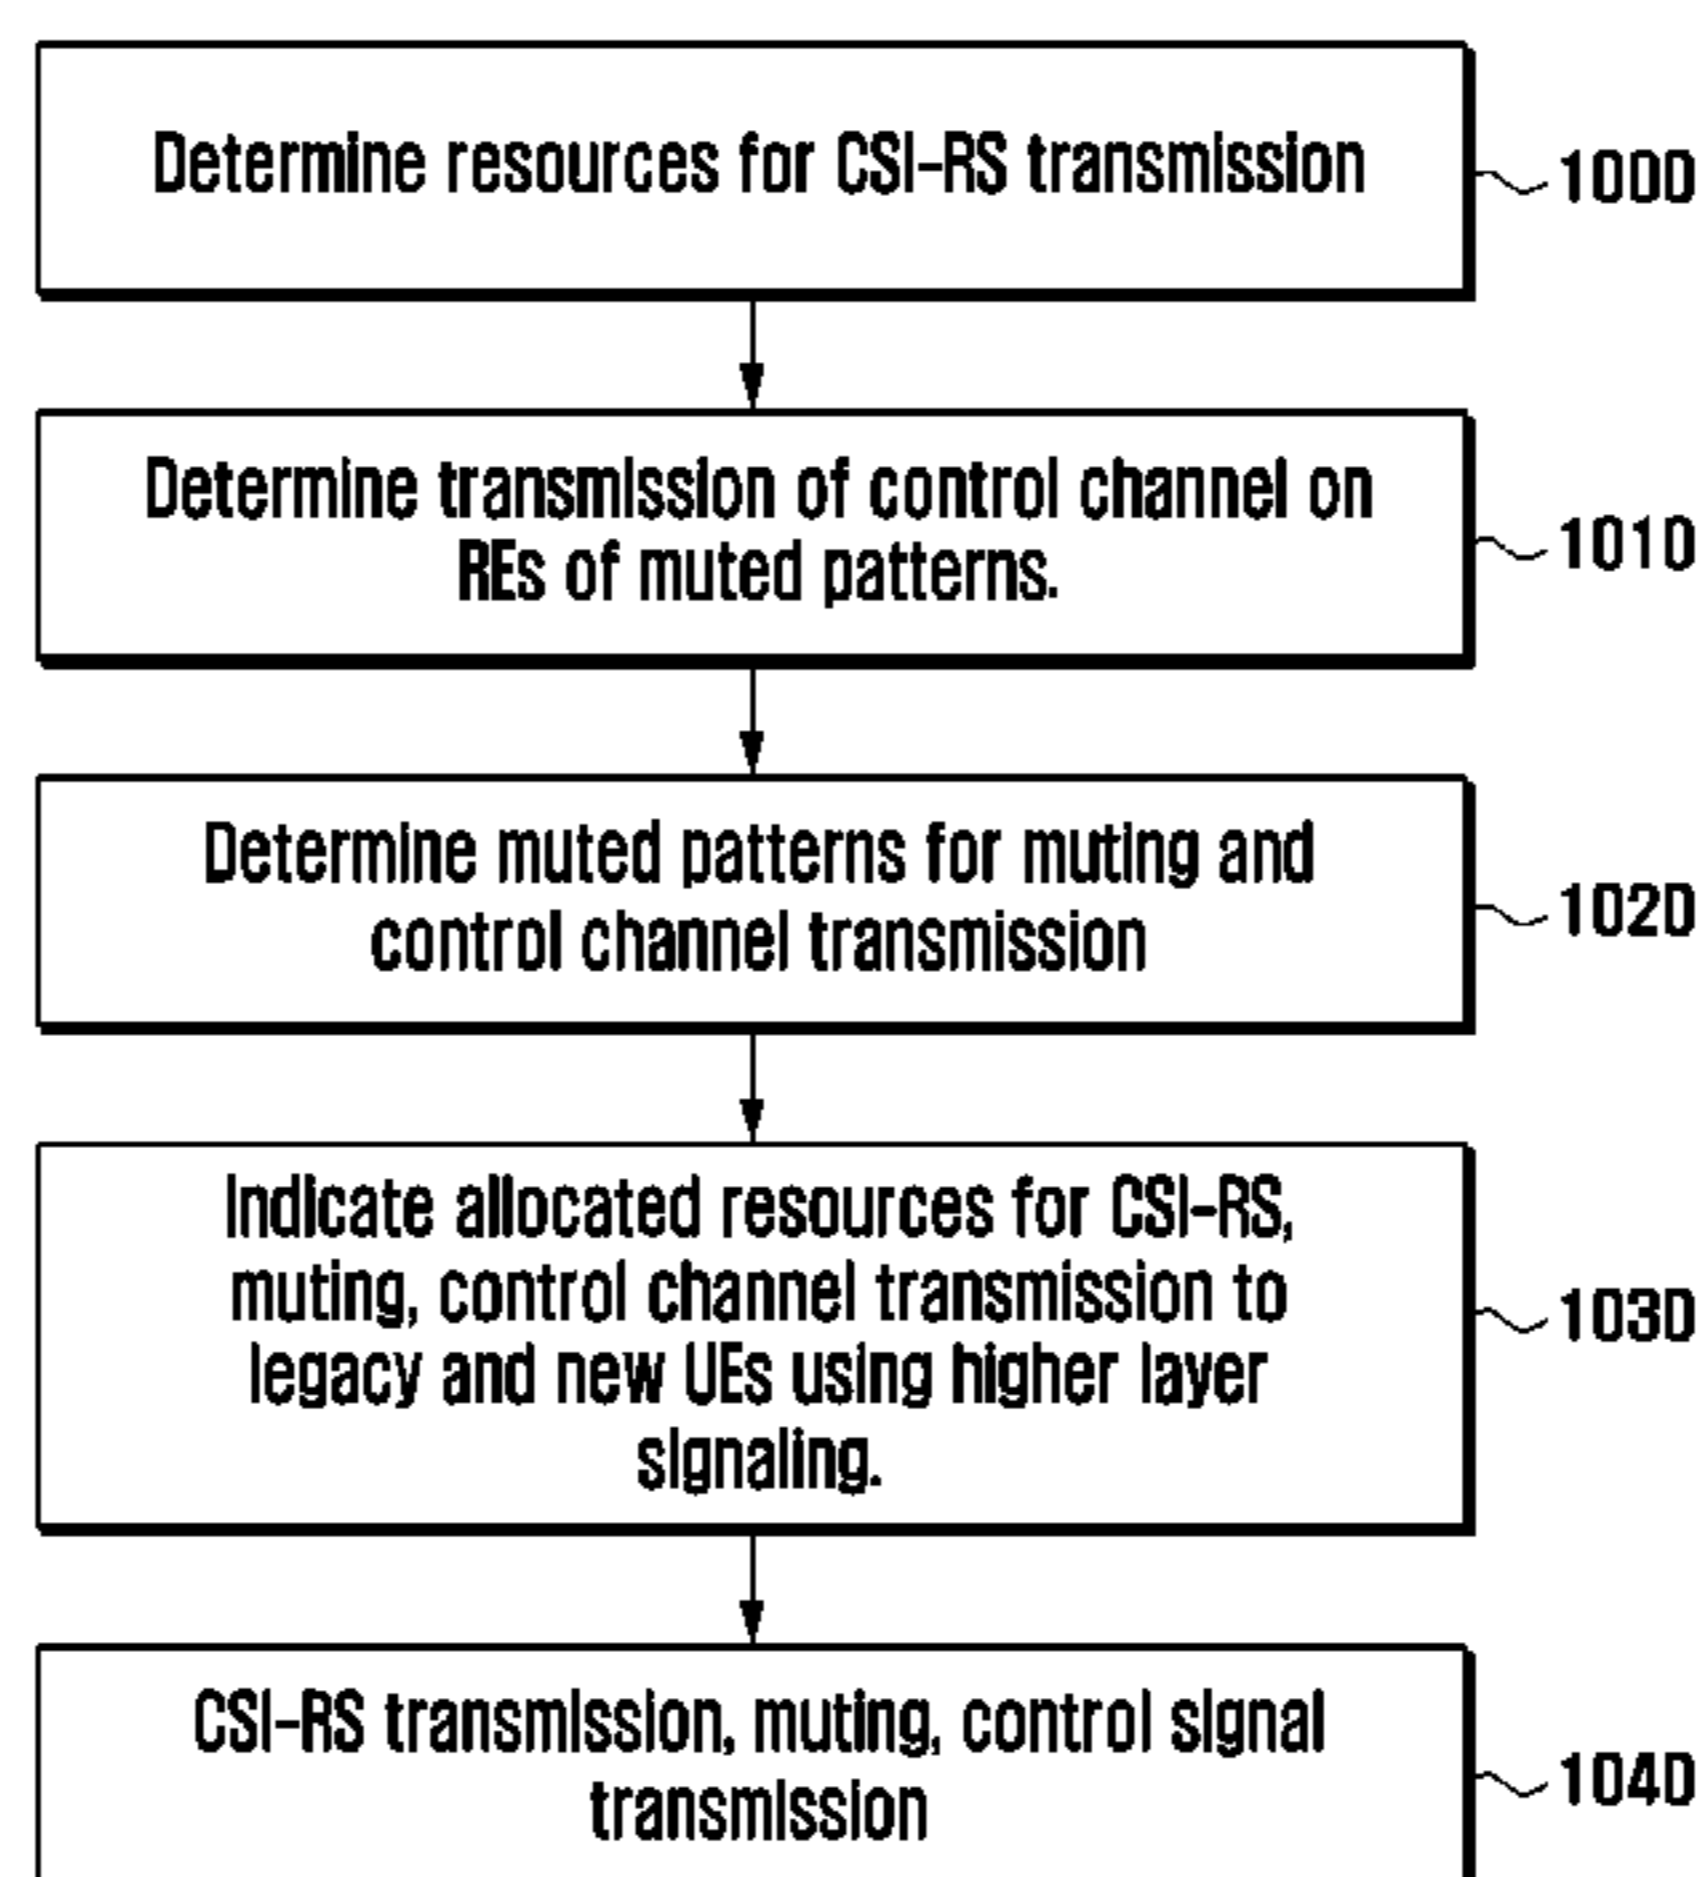 Determine resources for CSI-RS transmission
1000
Determine transmission of control channel on
REs of muted patterns.
1010
Determine muted patterns for muting and
control channel transmission
1020
Indicate allocated resources for CSI-RS,
muting, control channel transmission to
legacy and new UEs using higher layer
signaling.
1030
CSI-RS transmission, muting, control signal
transmission
1040